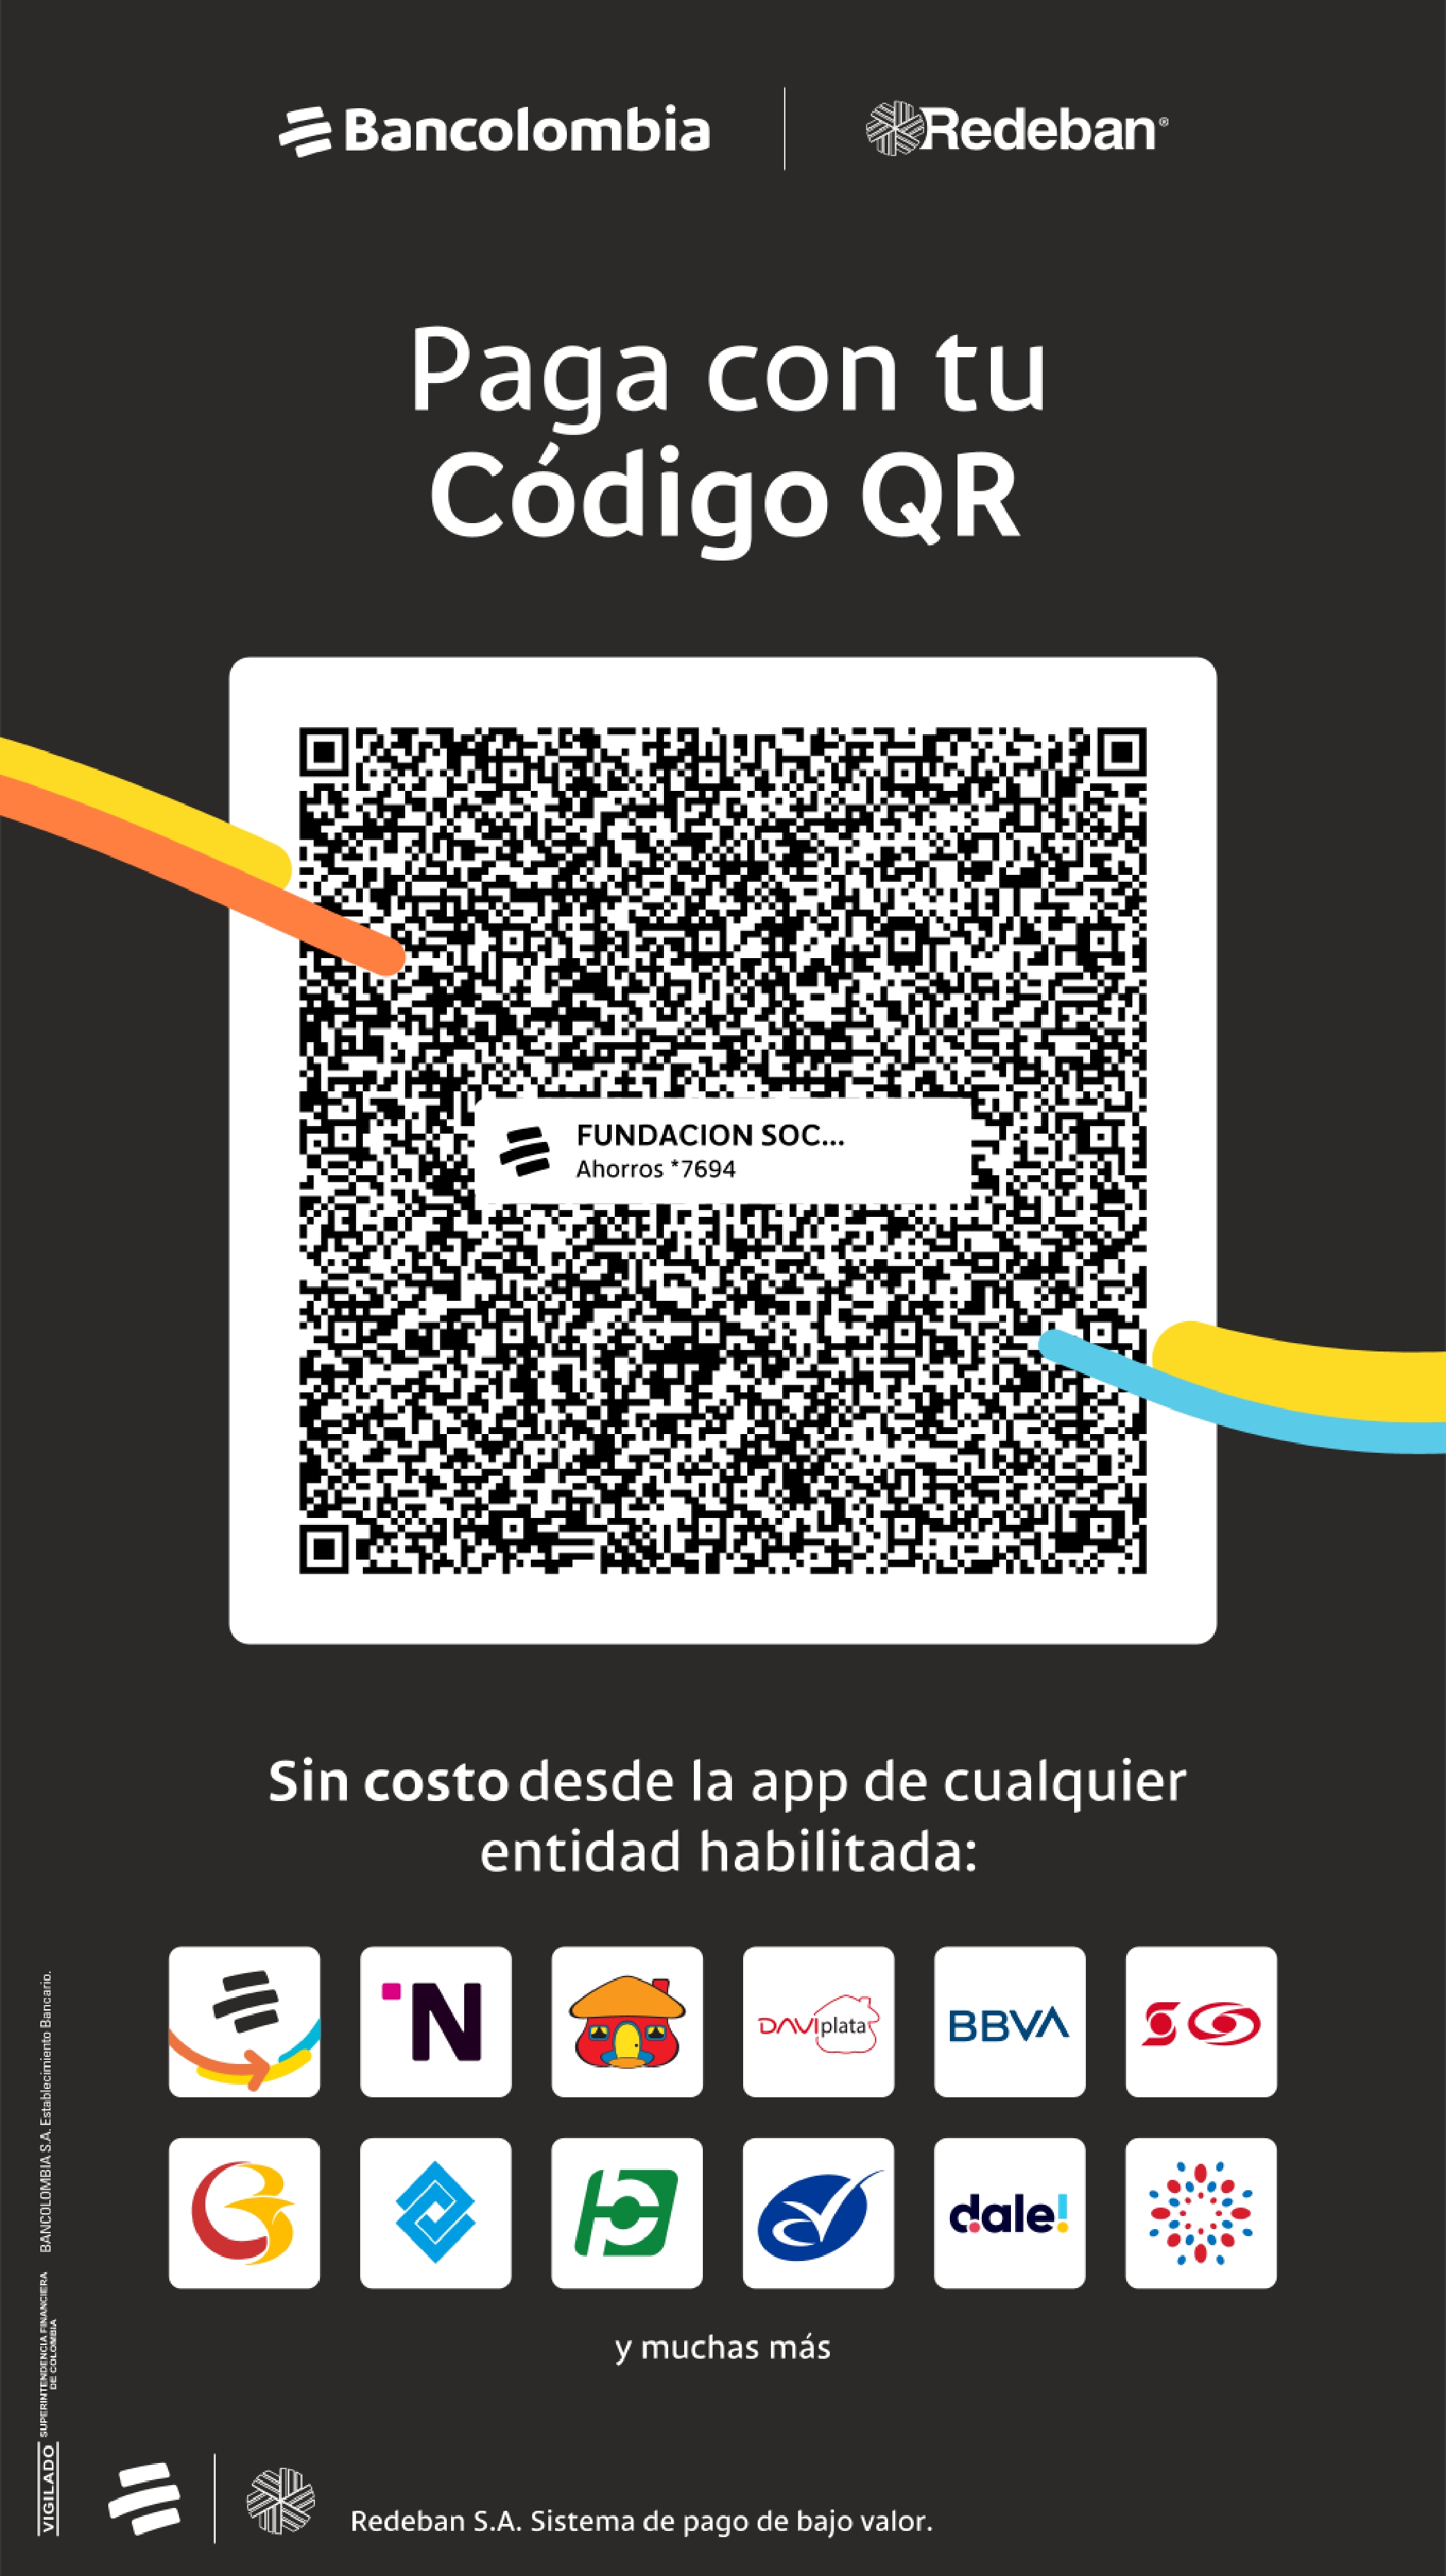 Bancolombia
Redeban®
Paga con tu
Código QR
FUNDACION SOC...
Ahorros *7694
Sin costo desde la app de cualquier
entidad habilitada:
N
DAVIplata
BBVA
dale!
y muchas más
VIGILADO SUPERINTENDENCIA FINANCIERA
DE COLOMBIA
BANCOLOMBIA S.A. Establecimiento Bancario.
Redeban S.A. Sistema de pago de bajo valor.